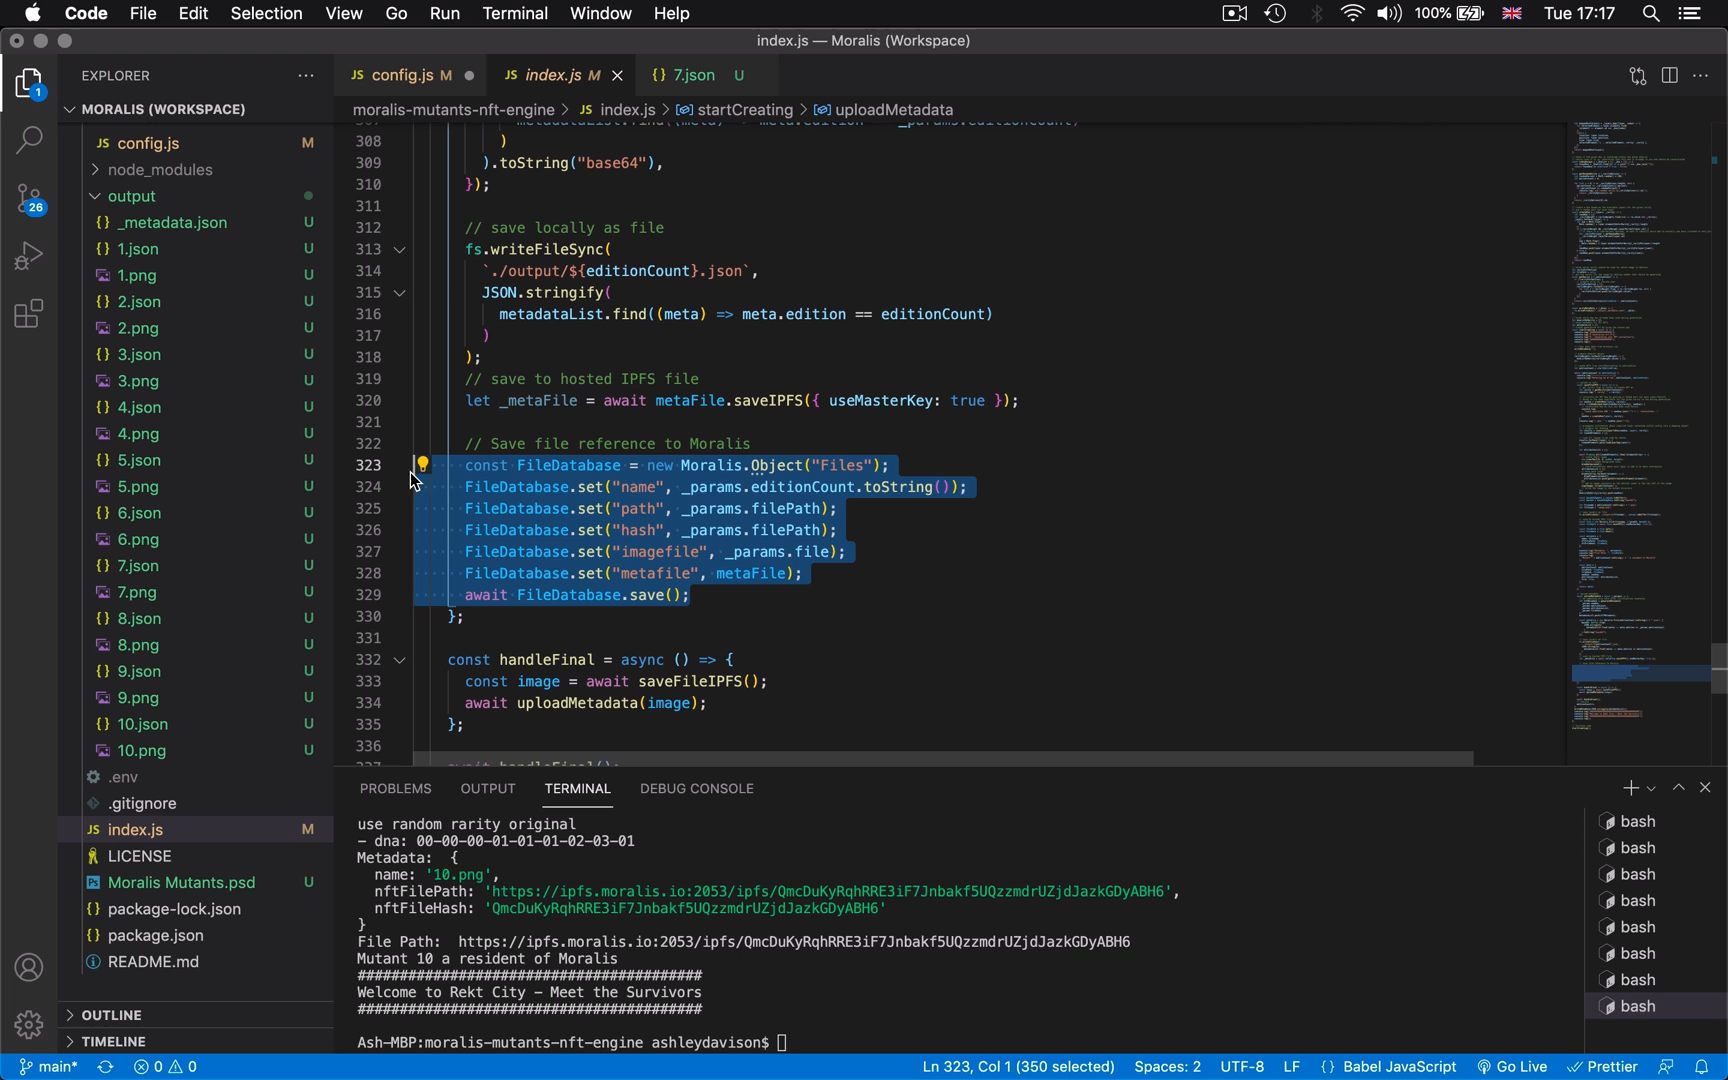 Code File Edit Selection View Go Run Terminal Window Help 100% Tue 17:17
index.js — Moralis (Workspace)
EXPLORER
JS config.js M
JS index.js M
{} 7.json U
moralis-mutants-nft-engine > JS index.js > startCreating > uploadMetadata
1
26
MORALIS (WORKSPACE)
JS config.js M
node_modules
output
{} _metadata.json U
{} 1.json U
1.png U
{} 2.json U
2.png U
{} 3.json U
3.png U
{} 4.json U
4.png U
{} 5.json U
5.png U
{} 6.json U
6.png U
{} 7.json U
7.png U
{} 8.json U
8.png U
{} 9.json U
9.png U
{} 10.json U
10.png U
.env
.gitignore
JS index.js M
LICENSE
Ps Moralis Mutants.psd U
{} package-lock.json
{} package.json
README.md
OUTLINE
TIMELINE
308 )
309 ).toString("base64"),
310 });
311
312 // save locally as file
313 fs.writeFileSync(
314 `./output/${editionCount}.json`,
315 JSON.stringify(
316 metadataList.find((meta) => meta.edition == editionCount)
317 )
318 );
319 // save to hosted IPFS file
320 let _metaFile = await metaFile.saveIPFS({ useMasterKey: true });
321
322 // Save file reference to Moralis
323 const FileDatabase = new Moralis.Object("Files");
324 FileDatabase.set("name", _params.editionCount.toString());
325 FileDatabase.set("path", _params.filePath);
326 FileDatabase.set("hash", _params.filePath);
327 FileDatabase.set("imagefile", _params.file);
328 FileDatabase.set("metafile", metaFile);
329 await FileDatabase.save();
330 };
331
332 const handleFinal = async () => {
333 const image = await saveFileIPFS();
334 await uploadMetadata(image);
335 };
336
PROBLEMS OUTPUT TERMINAL DEBUG CONSOLE
use random rarity original
- dna: 00-00-00-01-01-01-02-03-01
Metadata: {
name: '10.png',
nftFilePath: 'https://ipfs.moralis.io:2053/ipfs/QmcDuKyRqhRRE3iF7Jnbakf5UQzzmdrUZjdJazkGDyABH6',
nftFileHash: 'QmcDuKyRqhRRE3iF7Jnbakf5UQzzmdrUZjdJazkGDyABH6'
}
File Path: https://ipfs.moralis.io:2053/ipfs/QmcDuKyRqhRRE3iF7Jnbakf5UQzzmdrUZjdJazkGDyABH6
Mutant 10 a resident of Moralis
########################################
Welcome to Rekt City - Meet the Survivors
########################################
Ash-MBP:moralis-mutants-nft-engine ashleydavison$
bash
bash
bash
bash
bash
bash
bash
bash
main* 0 0 Ln 323, Col 1 (350 selected) Spaces: 2 UTF-8 LF {} Babel JavaScript Go Live Prettier